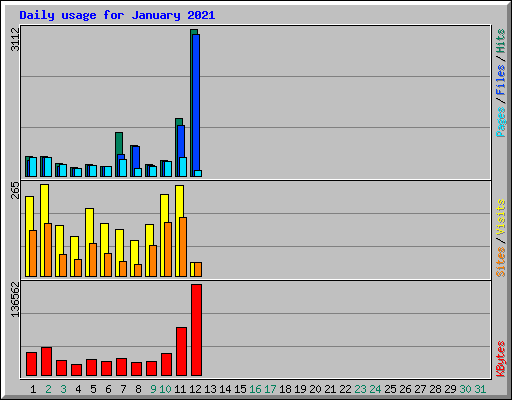 Daily usage for January 2021
3112
265
136562
Pages/Files/Hits
Sites/Visits
KBytes
1 2 3 4 5 6 7 8 9 10 11 12 13 14 15 16 17 18 19 20 21 22 23 24 25 26 27 28 29 30 31